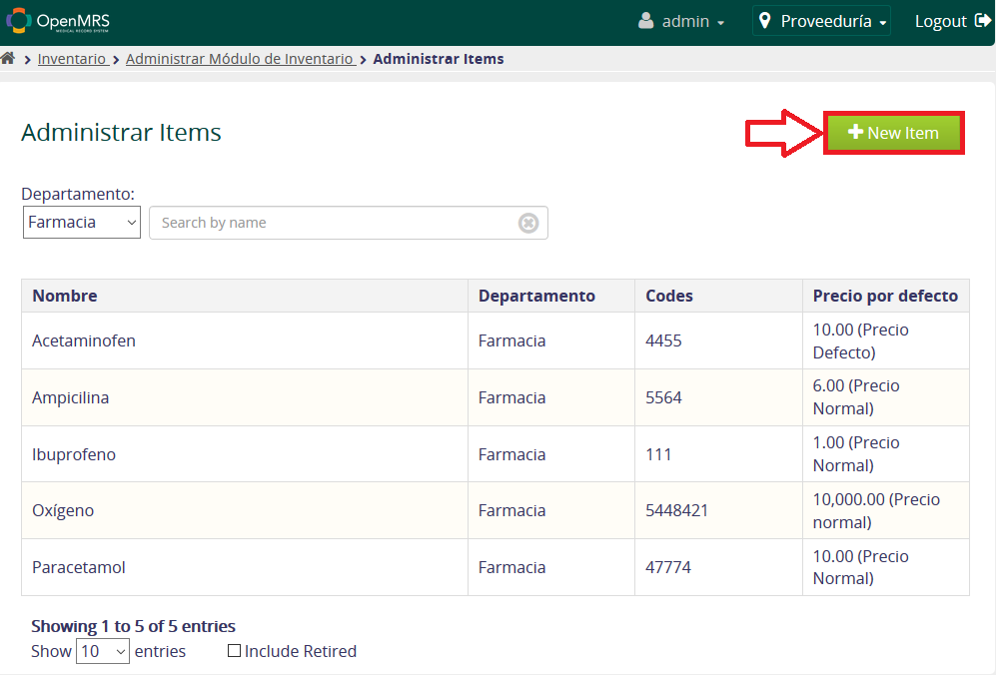 OpenMRS
MEDICAL RECORD SYSTEM
admin
Proveeduría
Logout
Inventario
Administrar Módulo de Inventario
Administrar Items
Administrar Items
New Item
Departamento:
Farmacia
Search by name
Nombre Departamento Codes Precio por defecto
Acetaminofen Farmacia 4455 10.00 (Precio
Defecto)
Ampicilina Farmacia 5564 6.00 (Precio
Normal)
Ibuprofeno Farmacia 111 1.00 (Precio
Normal)
Oxígeno Farmacia 5448421 10,000.00 (Precio
normal)
Paracetamol Farmacia 47774 10.00 (Precio
Normal)
Showing 1 to 5 of 5 entries
Show 10 entries Include Retired